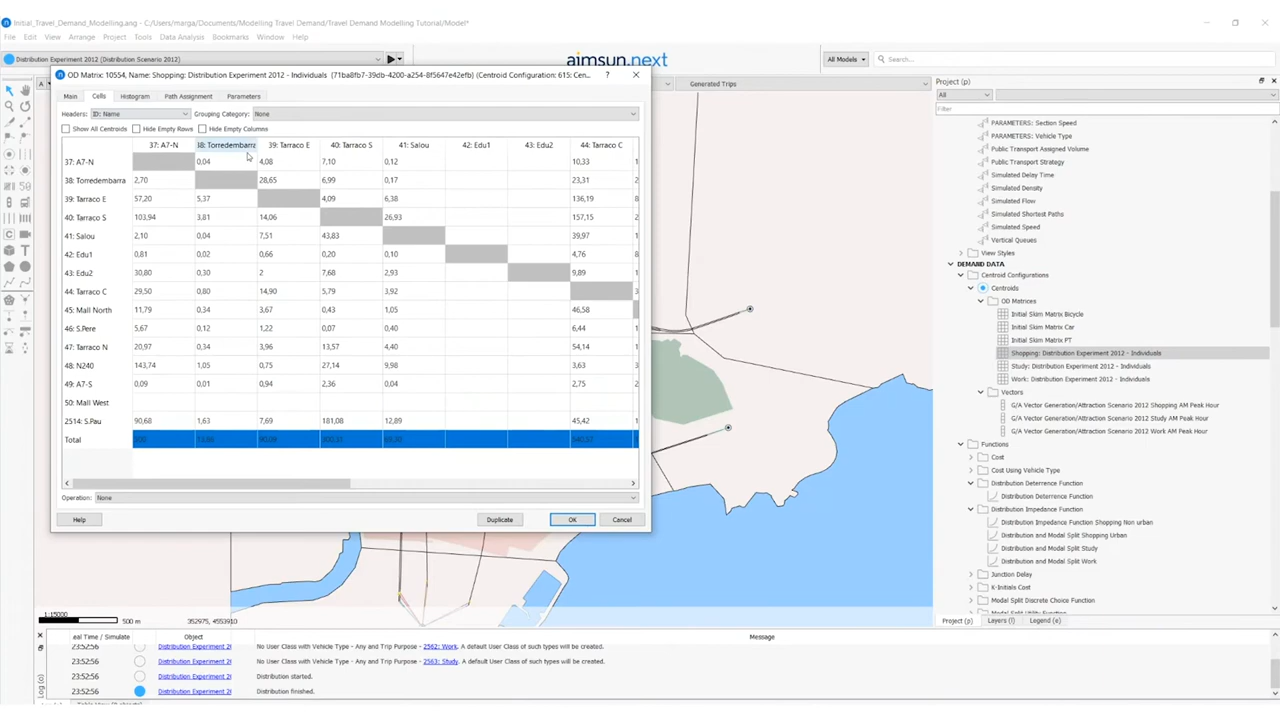 Initial_Travel_Demand_Modelling.ang - C:/Users/marga/Documents/Modelling Travel Demand/Travel Demand Modelling Tutorial/Model*
File Edit View Arrange Project Tools Data Analysis Bookmarks Window Help
Distribution Experiment 2012 (Distribution Scenario 2012)
aimsun.next
All Models
Search...
OD Matrix: 10554, Name: Shopping: Distribution Experiment 2012 - Individuals (71ba8fb7-39db-4200-a254-8f5647e42efb) (Centroid Configuration: 615: Cen...
Generated Trips
Main Cells Histogram Path Assignment Parameters
Headers: ID: Name Grouping Category: None
Show All Centroids Hide Empty Rows Hide Empty Columns
37: A7-N 38: Torredembarra 39: Tarraco E 40: Tarraco S 41: Salou 42: Edu1 43: Edu2 44: Tarraco C
37: A7-N 0,04 4,08 7,10 0,12 10,33
38: Torredembarra 2,70 28,65 6,99 0,17 23,31
39: Tarraco E 57,20 5,37 4,09 6,38 136,19
40: Tarraco S 103,94 3,81 14,06 26,93 157,15
41: Salou 2,10 0,04 7,51 43,83 39,97
42: Edu1 0,81 0,02 0,66 0,20 0,10 4,76
43: Edu2 30,80 0,30 2 7,68 2,93 9,89
44: Tarraco C 29,50 0,80 14,90 5,79 3,92
45: Mall North 11,79 0,34 3,67 0,43 1,05 46,58
46: S.Pere 5,67 0,12 1,22 0,07 0,40 6,44
47: Tarraco N 20,97 0,34 3,96 13,57 4,40 54,14
48: N240 143,74 1,05 0,75 27,14 9,98 3,63
49: A7-S 0,09 0,01 0,94 2,36 0,04 2,75
50: Mall West
2514: S.Pau 90,68 1,63 7,69 181,08 12,89 45,42
Total
Operation: None
Help Duplicate OK Cancel
1:15000
500 m
352975, 4553910
Project (p)
All
Filter
PARAMETERS: Section Speed
PARAMETERS: Vehicle Type
Public Transport Assigned Volume
Public Transport Strategy
Simulated Delay Time
Simulated Density
Simulated Flow
Simulated Shortest Paths
Simulated Speed
Vertical Queues
View Styles
DEMAND DATA
Centroid Configurations
Centroids
OD Matrices
Initial Skim Matrix Bicycle
Initial Skim Matrix Car
Initial Skim Matrix PT
Shopping: Distribution Experiment 2012 - Individuals
Study: Distribution Experiment 2012 - Individuals
Work: Distribution Experiment 2012 - Individuals
Vectors
G/A Vector Generation/Attraction Scenario 2012 Shopping AM Peak Hour
G/A Vector Generation/Attraction Scenario 2012 Study AM Peak Hour
G/A Vector Generation/Attraction Scenario 2012 Work AM Peak Hour
Functions
Cost
Cost Using Vehicle Type
Distribution Deterrence Function
Distribution Deterrence Function
Distribution Impedance Function
Distribution Impedance Function Shopping Non urban
Distribution and Modal Split Shopping Urban
Distribution and Modal Split Study
Distribution and Modal Split Work
Junction Delay
K-Initials Cost
Modal Split Discrete Choice Function
Project (p) Layers (l) Legend (e)
Log (o)
eal Time / Simulate Object Message
23:52:56 Distribution Experiment 2( No User Class with Vehicle Type - Any and Trip Purpose - 2562: Work. A default User Class of such types will be created.
23:52:56 Distribution Experiment 2( No User Class with Vehicle Type - Any and Trip Purpose - 2563: Study. A default User Class of such types will be created.
23:52:56 Distribution Experiment 2( Distribution started.
23:52:56 Distribution Experiment 2( Distribution finished.